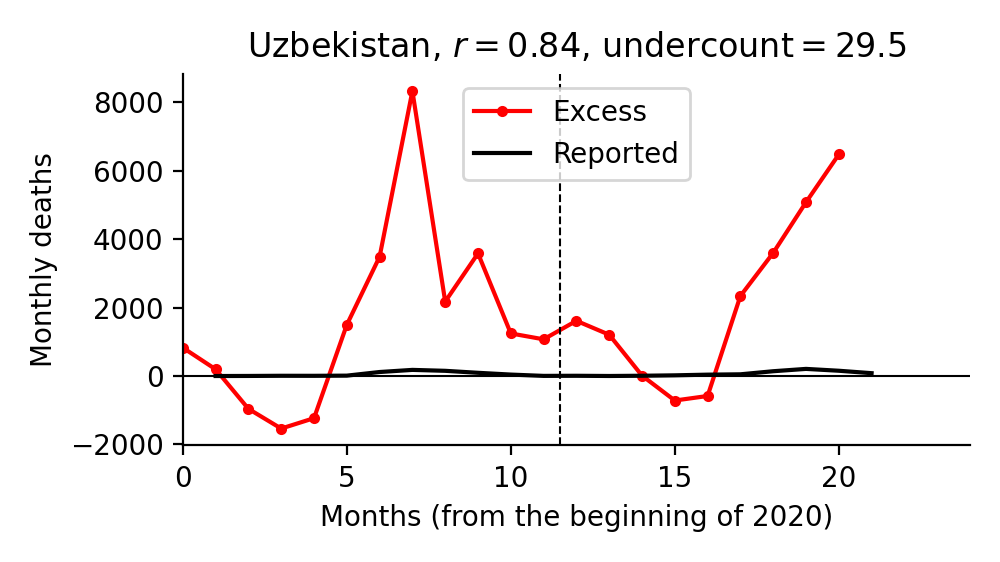 Uzbekistan, r = 0.84, undercount = 29.5
8000
6000
4000
2000
0
−2000
Monthly deaths
Excess
Reported
0 5 10 15 20
Months (from the beginning of 2020)